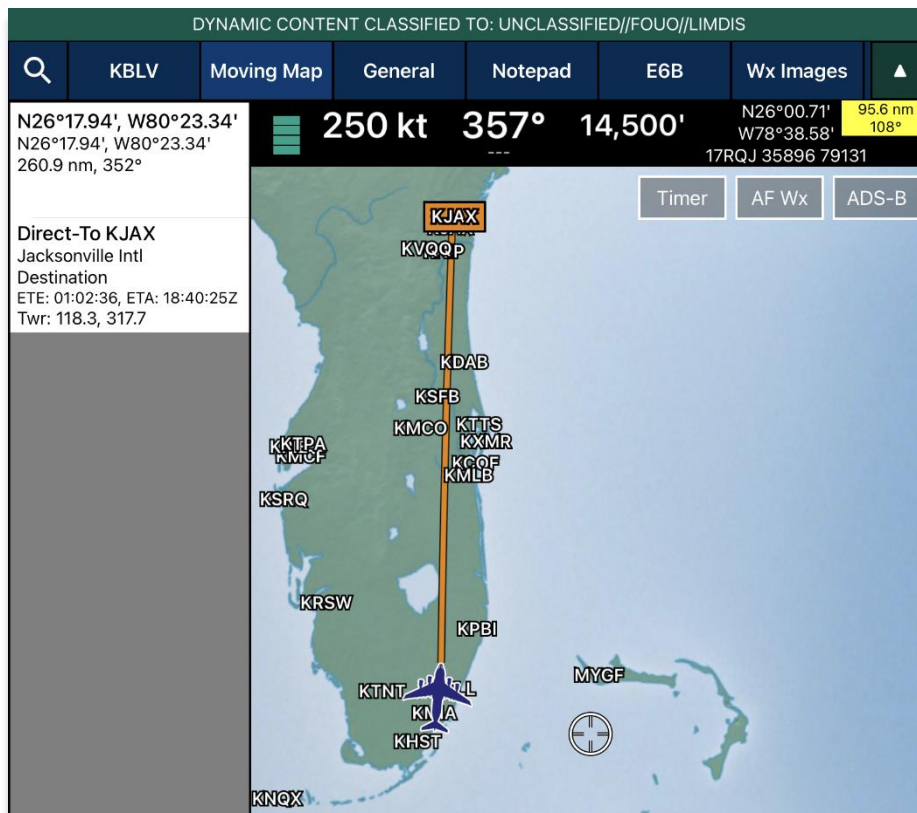 DYNAMIC CONTENT CLASSIFIED TO: UNCLASSIFIED//FOUO//LIMDIS
KBLV Moving Map General Notepad E6B Wx Images ▲
N26°17.94', W80°23.34'
N26°17.94', W80°23.34'
260.9 nm, 352°
Direct-To KJAX
Jacksonville Intl
Destination
ETE: 01:02:36, ETA: 18:40:25Z
Twr: 118.3, 317.7
250 kt 357° 14,500'
---
N26°00.71'
W78°38.58'
17RQJ 35896 79131
95.6 nm
108°
Timer AF Wx ADS-B
KJAX
KVQQ
KDAB
KSFB
KMCO KTTS
KXMR
KTPA
KMCF
KCOF
KMLB
KSRQ
KRSW
KPBI
KTNT
MYGF
KMIA
KHST
KNQX